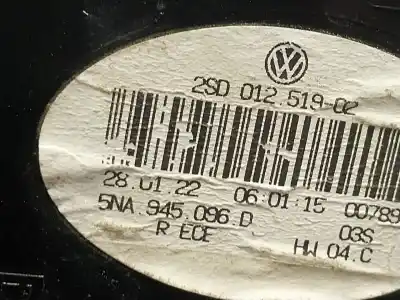 2SD 012.519-02
28.01.22 06:01:15 00789
5NA.945.096.D 03S
R ECE HW 04.C